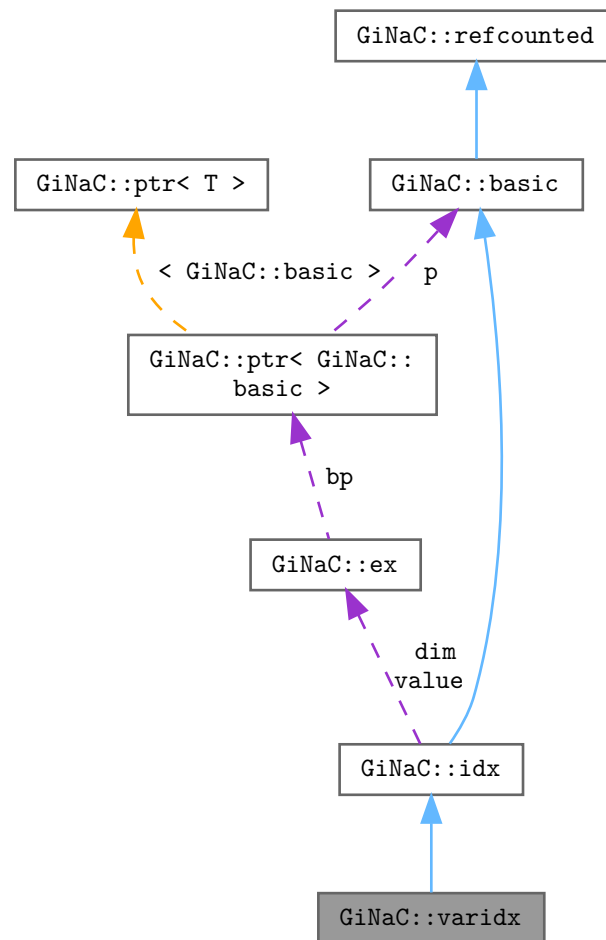 GiNaC::refcounted
GiNaC::ptr< T >
GiNaC::basic
< GiNaC::basic >
p
GiNaC::ptr< GiNaC::
basic >
bp
GiNaC::ex
dim
value
GiNaC::idx
GiNaC::varidx